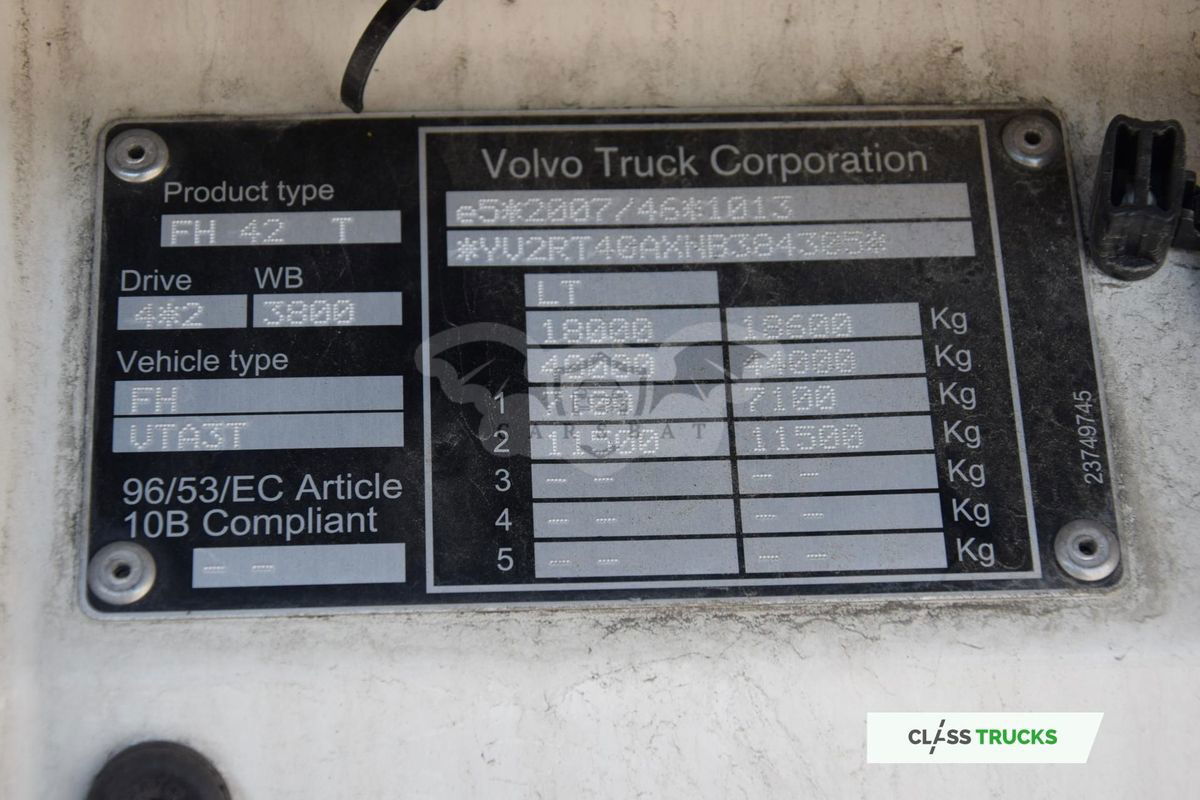 Product type
FH 42 T
Drive WB
4*2 3800
Vehicle type
FH
VTA3T
96/53/EC Article
10B Compliant
-- --
Volvo Truck Corporation
e5*2007/46*1013
*YV2RT40AXNB384305*
LT
18000 18600 Kg
44000 Kg
1 7100 7100 Kg
2 11500 11500 Kg
3 -- -- -- -- Kg
4 -- -- -- -- Kg
5 -- -- -- -- Kg
23749745
CLASS TRUCKS